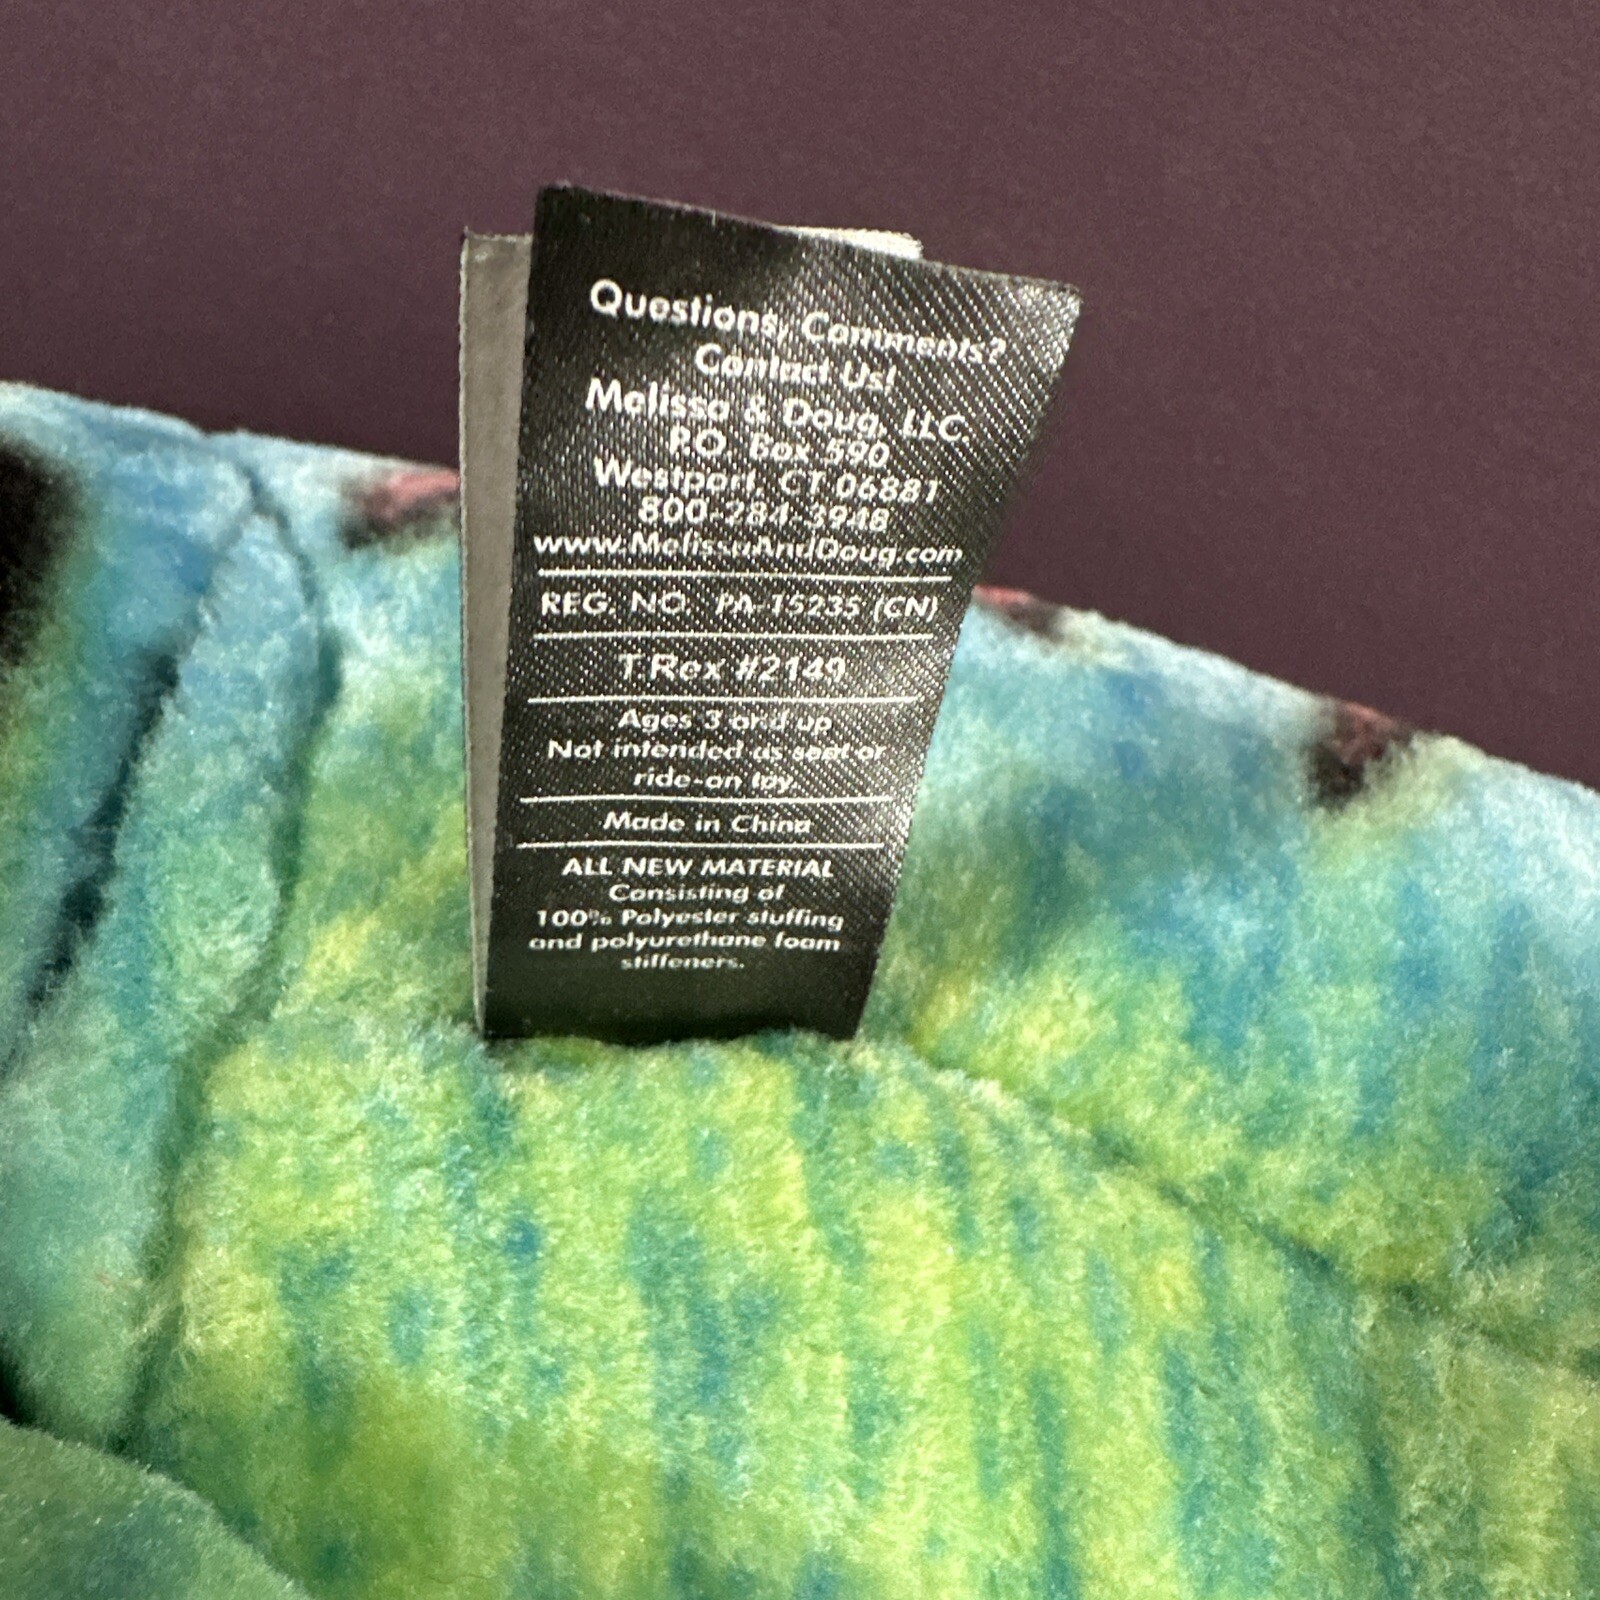 Questions, Comments?
Contact Us!
Melissa & Doug, LLC.
P.O. Box 590
Westport, CT 06881
800-284-3948
www.MelissaAndDoug.com
REG. NO. PA-15235 (CN)
T.Rex #2149
Ages 3 and up
Not intended as seat or
ride-on toy.
Made in China
ALL NEW MATERIAL
Consisting of
100% Polyester stuffing
and polyurethane foam
stiffeners.